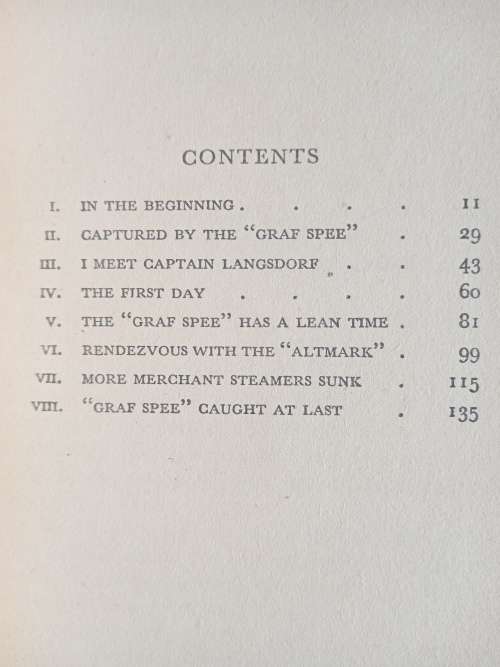 CONTENTS
I. IN THE BEGINNING . . . . 11
II. CAPTURED BY THE “GRAF SPEE” . 29
III. I MEET CAPTAIN LANGSDORF . . 43
IV. THE FIRST DAY . . . . 60
V. THE “GRAF SPEE” HAS A LEAN TIME . 81
VI. RENDEZVOUS WITH THE “ALTMARK” . 99
VII. MORE MERCHANT STEAMERS SUNK . 115
VIII. “GRAF SPEE” CAUGHT AT LAST . 135